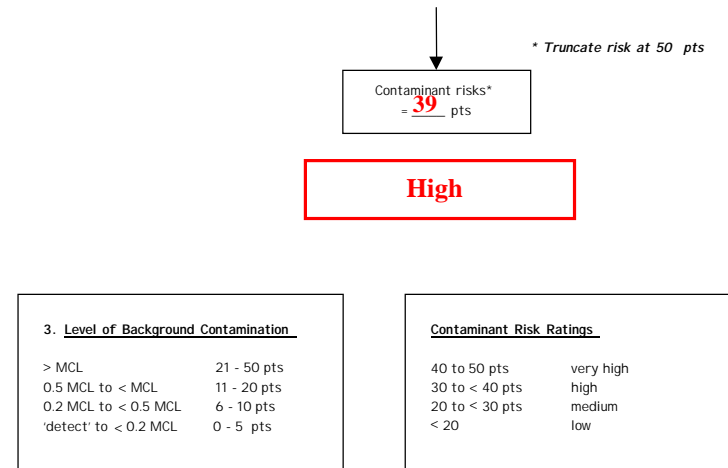 * Truncate risk at 50 pts
Contaminant risks*
= 39 pts
High
3. Level of Background Contamination
> MCL 21 - 50 pts
0.5 MCL to < MCL 11 - 20 pts
0.2 MCL to < 0.5 MCL 6 - 10 pts
'detect' to < 0.2 MCL 0 - 5 pts
Contaminant Risk Ratings
40 to 50 pts very high
30 to < 40 pts high
20 to < 30 pts medium
< 20 low